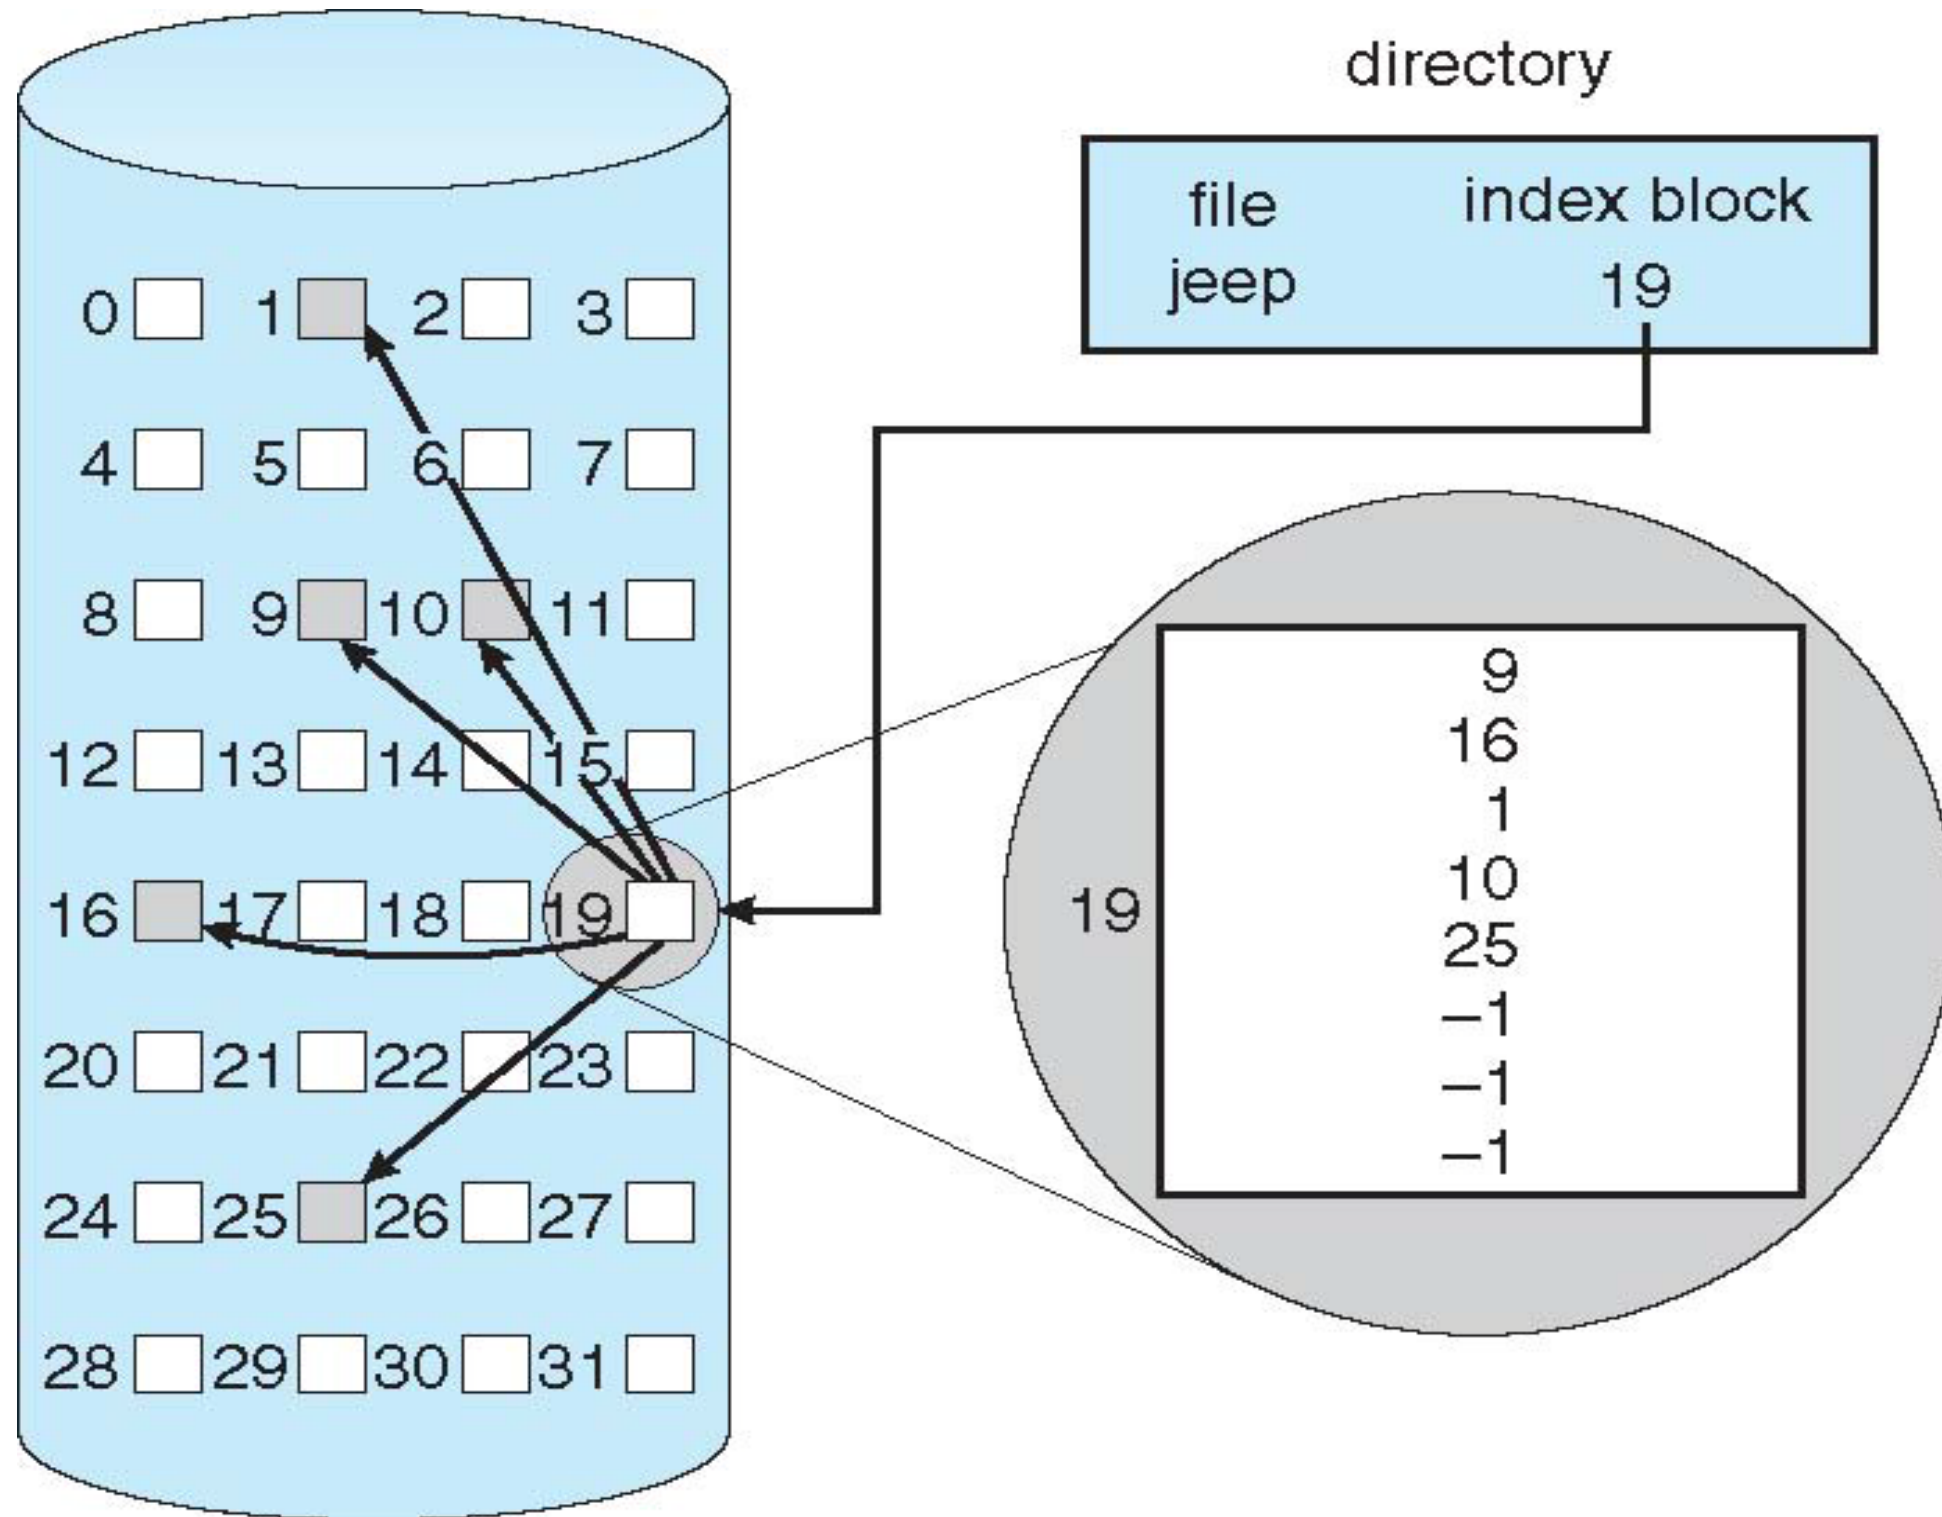 directory
file index block
jeep 19
0 1 2 3
4 5 6 7
8 9 10 11
12 13 14 15
16 17 18 19
20 21 22 23
24 25 26 27
28 29 30 31
19
9
16
1
10
25
–1
–1
–1